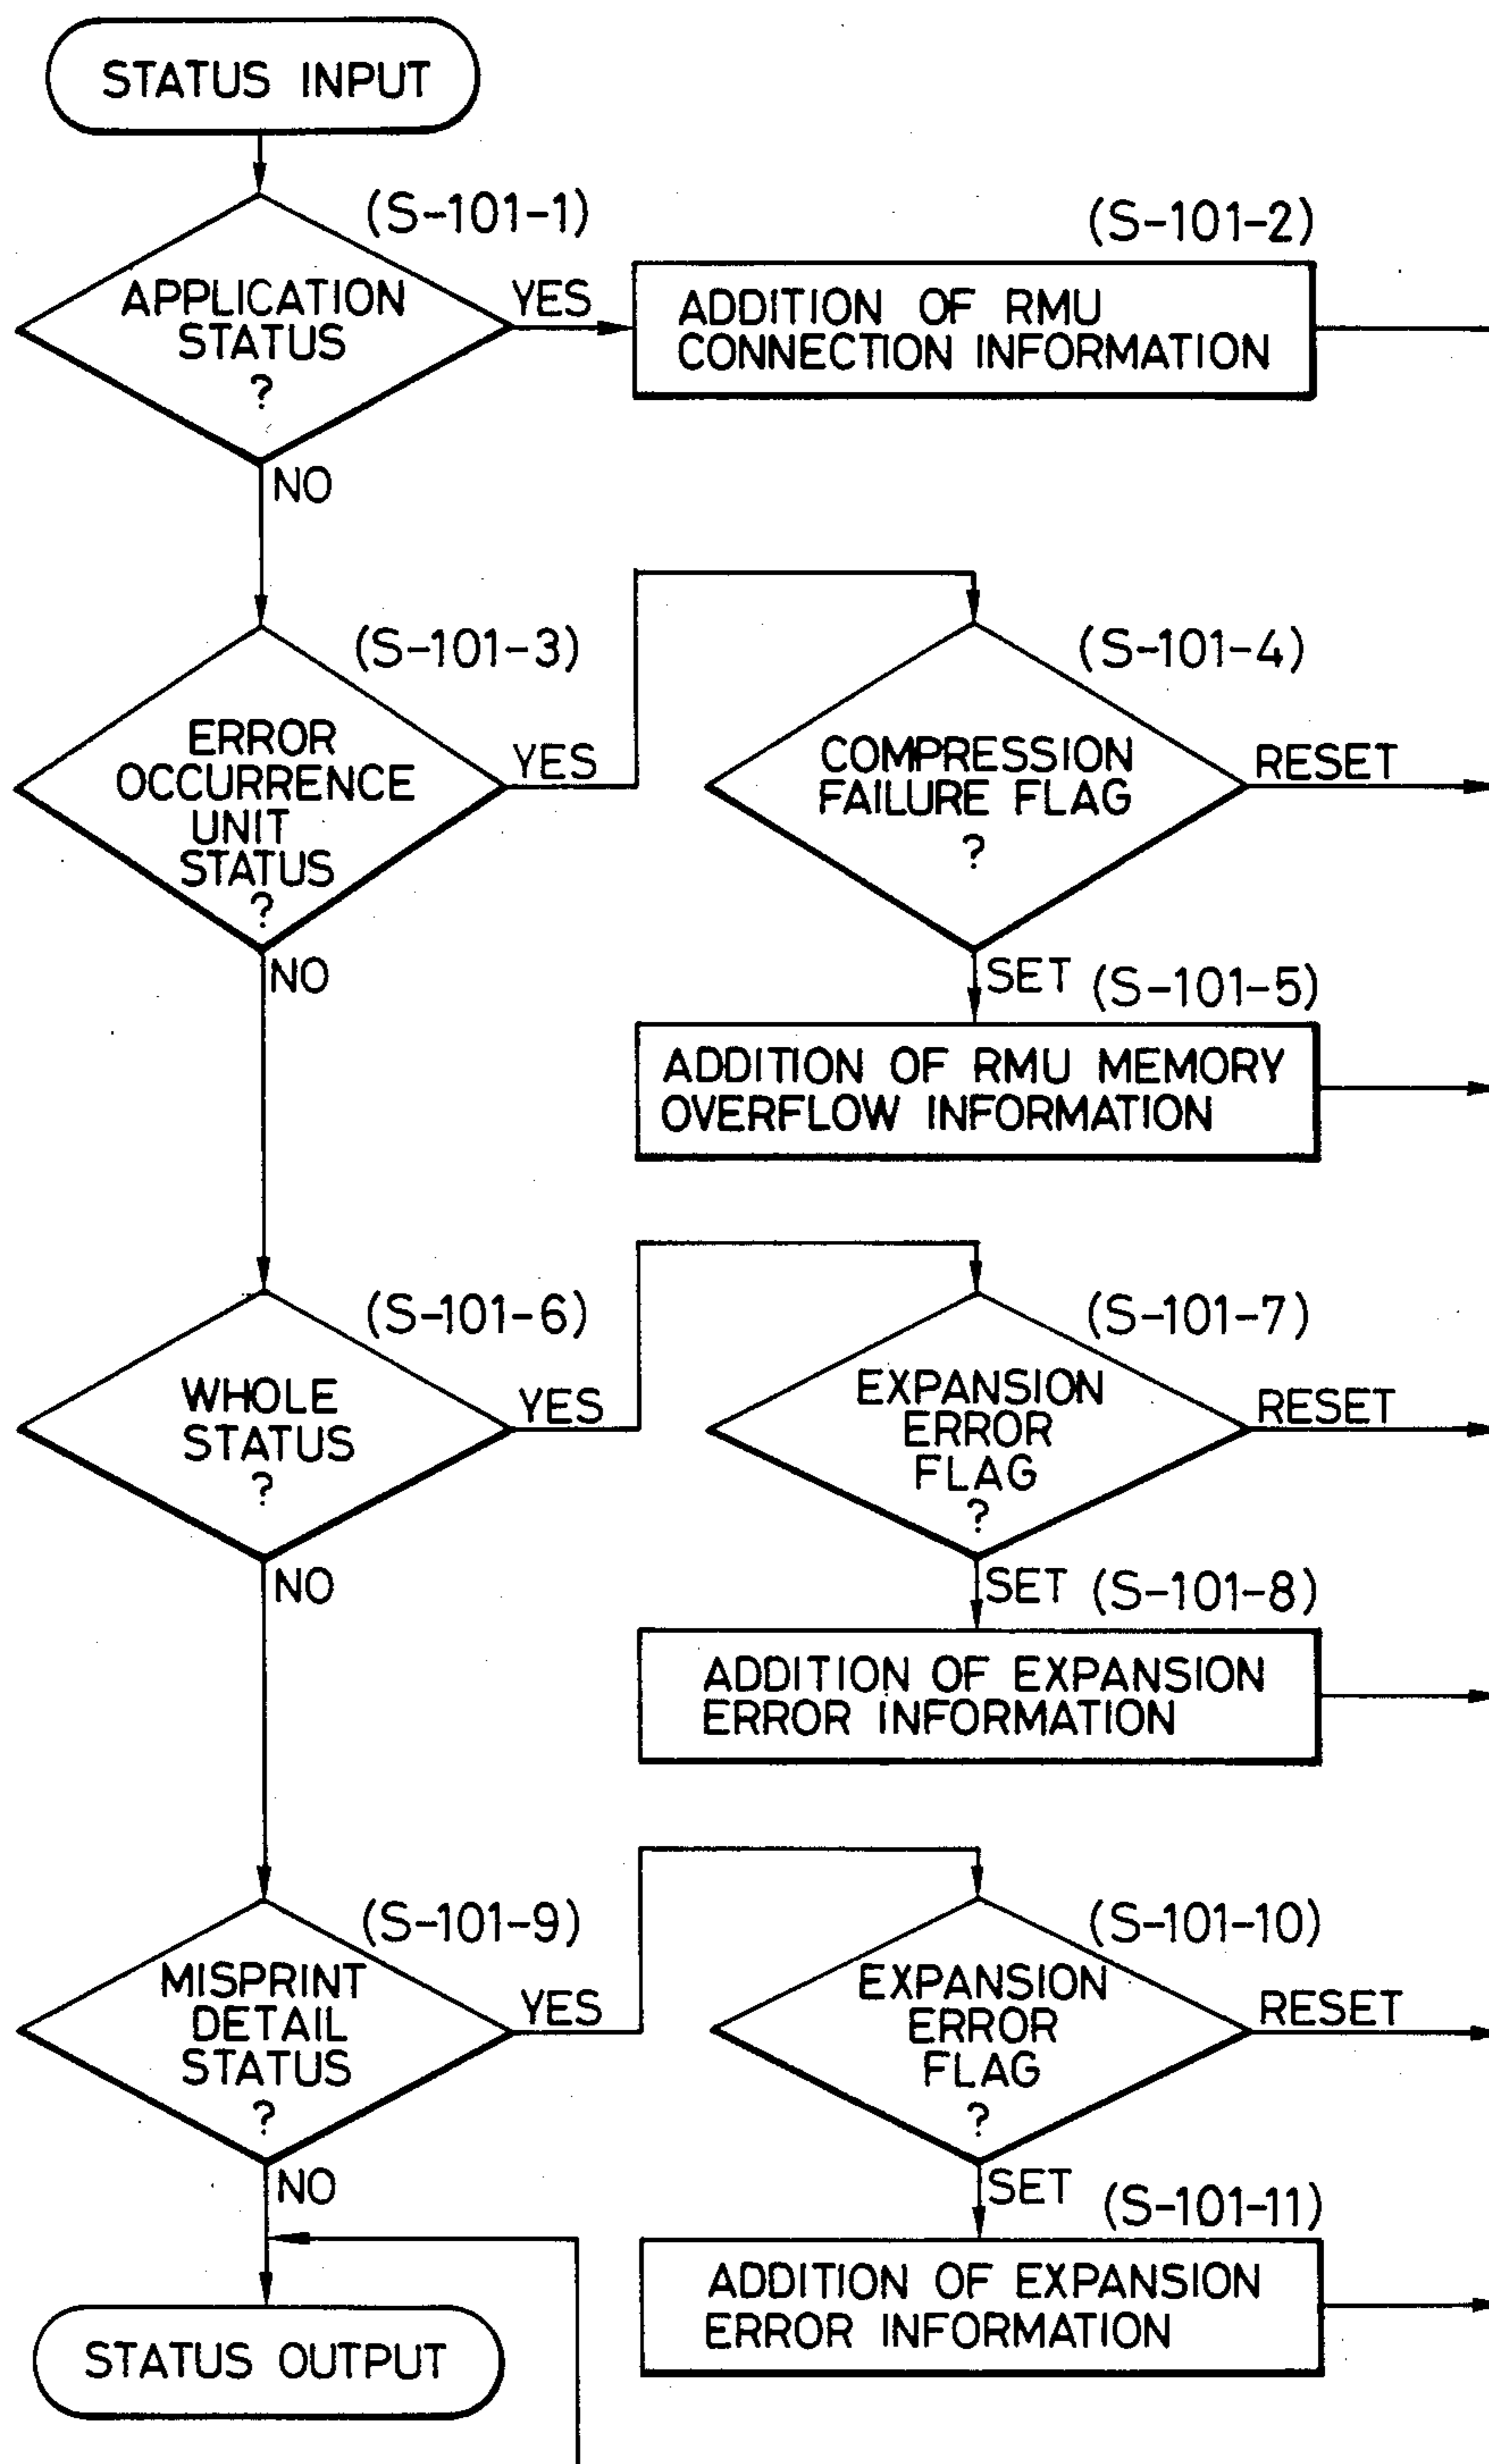 STATUS INPUT
(S-101-1)
APPLICATION
STATUS
?
YES
NO
(S-101-2)
ADDITION OF RMU
CONNECTION INFORMATION
(S-101-3)
ERROR
OCCURRENCE
UNIT
STATUS
?
YES
NO
(S-101-4)
COMPRESSION
FAILURE FLAG
?
RESET
SET
(S-101-5)
ADDITION OF RMU MEMORY
OVERFLOW INFORMATION
(S-101-6)
WHOLE
STATUS
?
YES
NO
(S-101-7)
EXPANSION
ERROR
FLAG
?
RESET
SET
(S-101-8)
ADDITION OF EXPANSION
ERROR INFORMATION
(S-101-9)
MISPRINT
DETAIL
STATUS
?
YES
NO
(S-101-10)
EXPANSION
ERROR
FLAG
?
RESET
SET
(S-101-11)
ADDITION OF EXPANSION
ERROR INFORMATION
STATUS OUTPUT